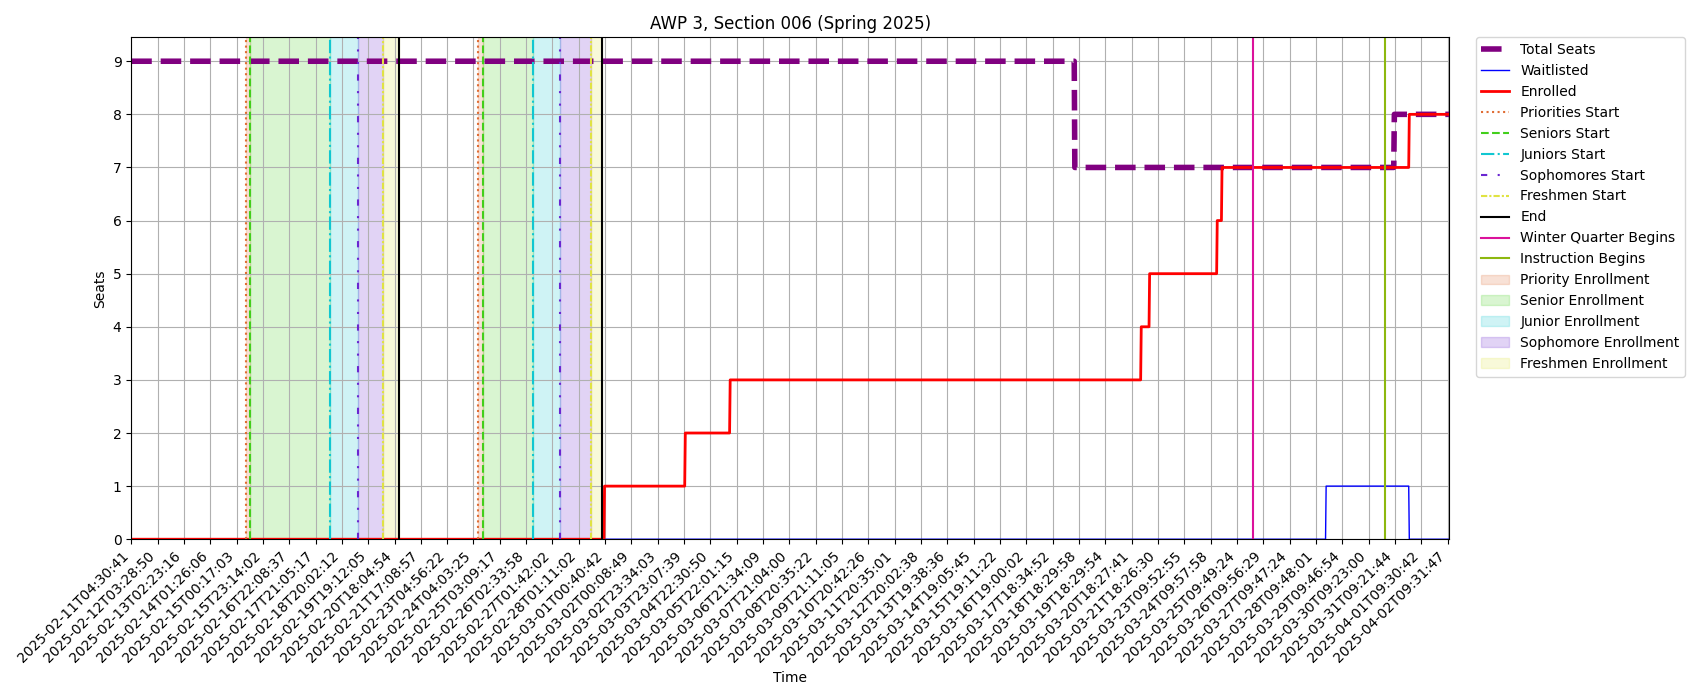 AWP 3, Section 006 (Spring 2025)
Seats
9
8
7
6
5
4
3
2
1
0
2025-02-11T04:30:41
2025-02-12T03:28:50
2025-02-13T02:23:16
2025-02-14T01:26:06
2025-02-15T00:17:03
2025-02-15T23:14:02
2025-02-16T22:08:37
2025-02-17T21:05:17
2025-02-18T20:02:12
2025-02-19T19:12:05
2025-02-20T18:04:54
2025-02-21T17:08:57
2025-02-23T04:56:22
2025-02-24T04:03:25
2025-02-25T03:09:17
2025-02-26T02:33:58
2025-02-27T01:42:02
2025-02-28T01:11:02
2025-03-01T00:40:42
2025-03-02T00:08:49
2025-03-02T23:34:03
2025-03-03T23:07:39
2025-03-04T22:30:50
2025-03-05T22:01:15
2025-03-06T21:34:09
2025-03-07T21:04:00
2025-03-08T20:35:22
2025-03-09T21:11:05
2025-03-10T20:42:26
2025-03-11T20:35:01
2025-03-12T20:02:38
2025-03-13T19:38:36
2025-03-14T19:05:45
2025-03-15T19:11:22
2025-03-16T19:00:02
2025-03-17T18:34:52
2025-03-18T18:29:58
2025-03-19T18:29:54
2025-03-20T18:27:41
2025-03-21T18:26:30
2025-03-23T09:52:55
2025-03-24T09:57:58
2025-03-25T09:49:24
2025-03-26T09:56:29
2025-03-27T09:47:24
2025-03-28T09:48:01
2025-03-29T09:46:54
2025-03-30T09:23:00
2025-03-31T09:21:44
2025-04-01T09:30:42
2025-04-02T09:31:47
Time
Total Seats
Waitlisted
Enrolled
Priorities Start
Seniors Start
Juniors Start
Sophomores Start
Freshmen Start
End
Winter Quarter Begins
Instruction Begins
Priority Enrollment
Senior Enrollment
Junior Enrollment
Sophomore Enrollment
Freshmen Enrollment